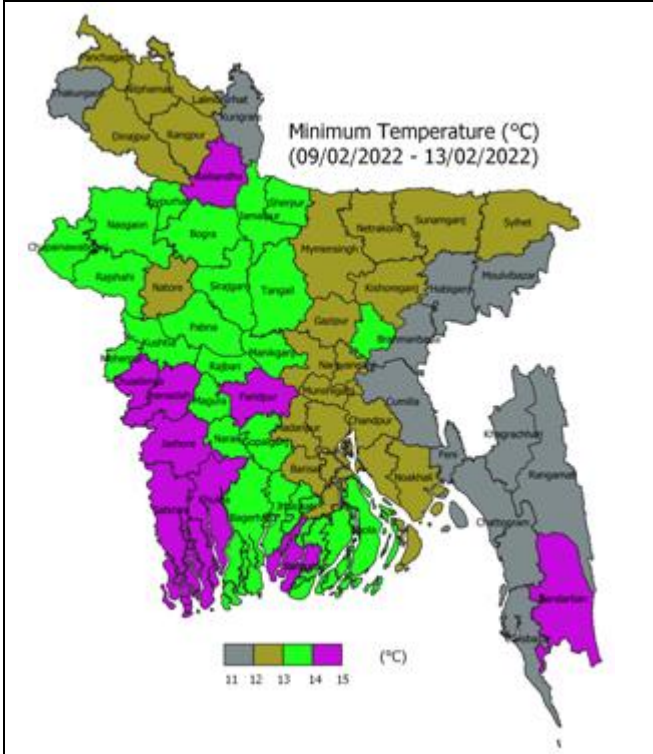 Panchagarh
Thakurgaon
Nilphamari
Lalmonirhat
Kurigram
Dinajpur
Rangpur
Minimum Temperature (°C)
(09/02/2022 - 13/02/2022)
Gaibandha
Joypurhat
Sherpur
Jamalpur
Naogaon
Bogra
Netrakona
Sunamganj
Sylhet
Mymensingh
Chapainawabganj
Rajshahi
Natore
Sirajganj
Tangail
Kishoreganj
Habiganj
Moulvibazar
Gazipur
Pabna
Kushtia
Manikganj
Brahmanbaria
Meherpur
Rajbari
Chuadanga
Jhenaidah
Magura
Faridpur
Munshiganj
Cumilla
Narail
Gopalganj
Madaripur
Chandpur
Khagrachhari
Jashore
Barisal
Feni
Rangamati
Noakhali
Satkhira
Khulna
Bagerhat
Bhola
Chattogram
Bandarban
11 12 13 14 15
(°C)